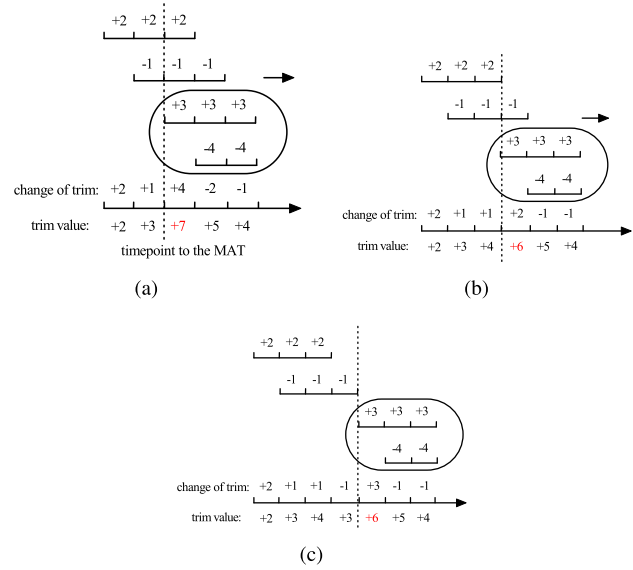 +2 +2 +2
-1 -1 -1
+3 +3 +3
-4 -4
change of trim: +2 +1 +4 -2 -1
trim value: +2 +3 +7 +5 +4
timepoint to the MAT
(a)
+2 +2 +2
-1 -1 -1
+3 +3 +3
-4 -4
change of trim: +2 +1 +1 +2 -1 -1
trim value: +2 +3 +4 +6 +5 +4
(b)
+2 +2 +2
-1 -1 -1
+3 +3 +3
-4 -4
change of trim: +2 +1 +1 -1 +3 -1 -1
trim value: +2 +3 +4 +3 +6 +5 +4
(c)